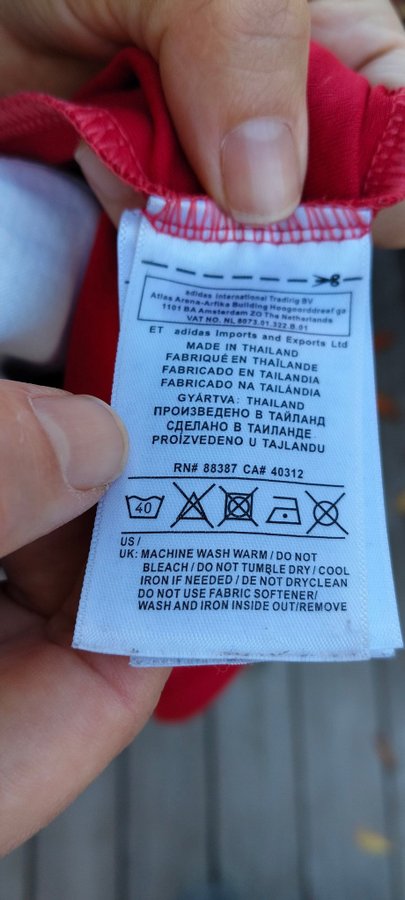 adidas International Trading BV
Atlas Arena-Afrika Building Hoogoorddreef 9a
1101 BA Amsterdam ZO The Netherlands
VAT NO. NL 8073.01.322.B.01
ET adidas Imports and Exports Ltd
MADE IN THAILAND
FABRIQUÉ EN THAÏLANDE
FABRICADO EN TAILANDIA
FABRICADO NA TAILÂNDIA
GYÁRTVA: THAILAND
ПРОИЗВЕДЕНО В ТАЙЛАНД
СДЕЛАНО В ТАИЛАНДЕ
PROİZVEDENO U TAJLANDU
RN# 88387 CA# 40312
40
US /
UK: MACHINE WASH WARM / DO NOT
BLEACH / DO NOT TUMBLE DRY / COOL
IRON IF NEEDED / DE NOT DRYCLEAN
DO NOT USE FABRIC SOFTENER/
WASH AND IRON INSIDE OUT/REMOVE